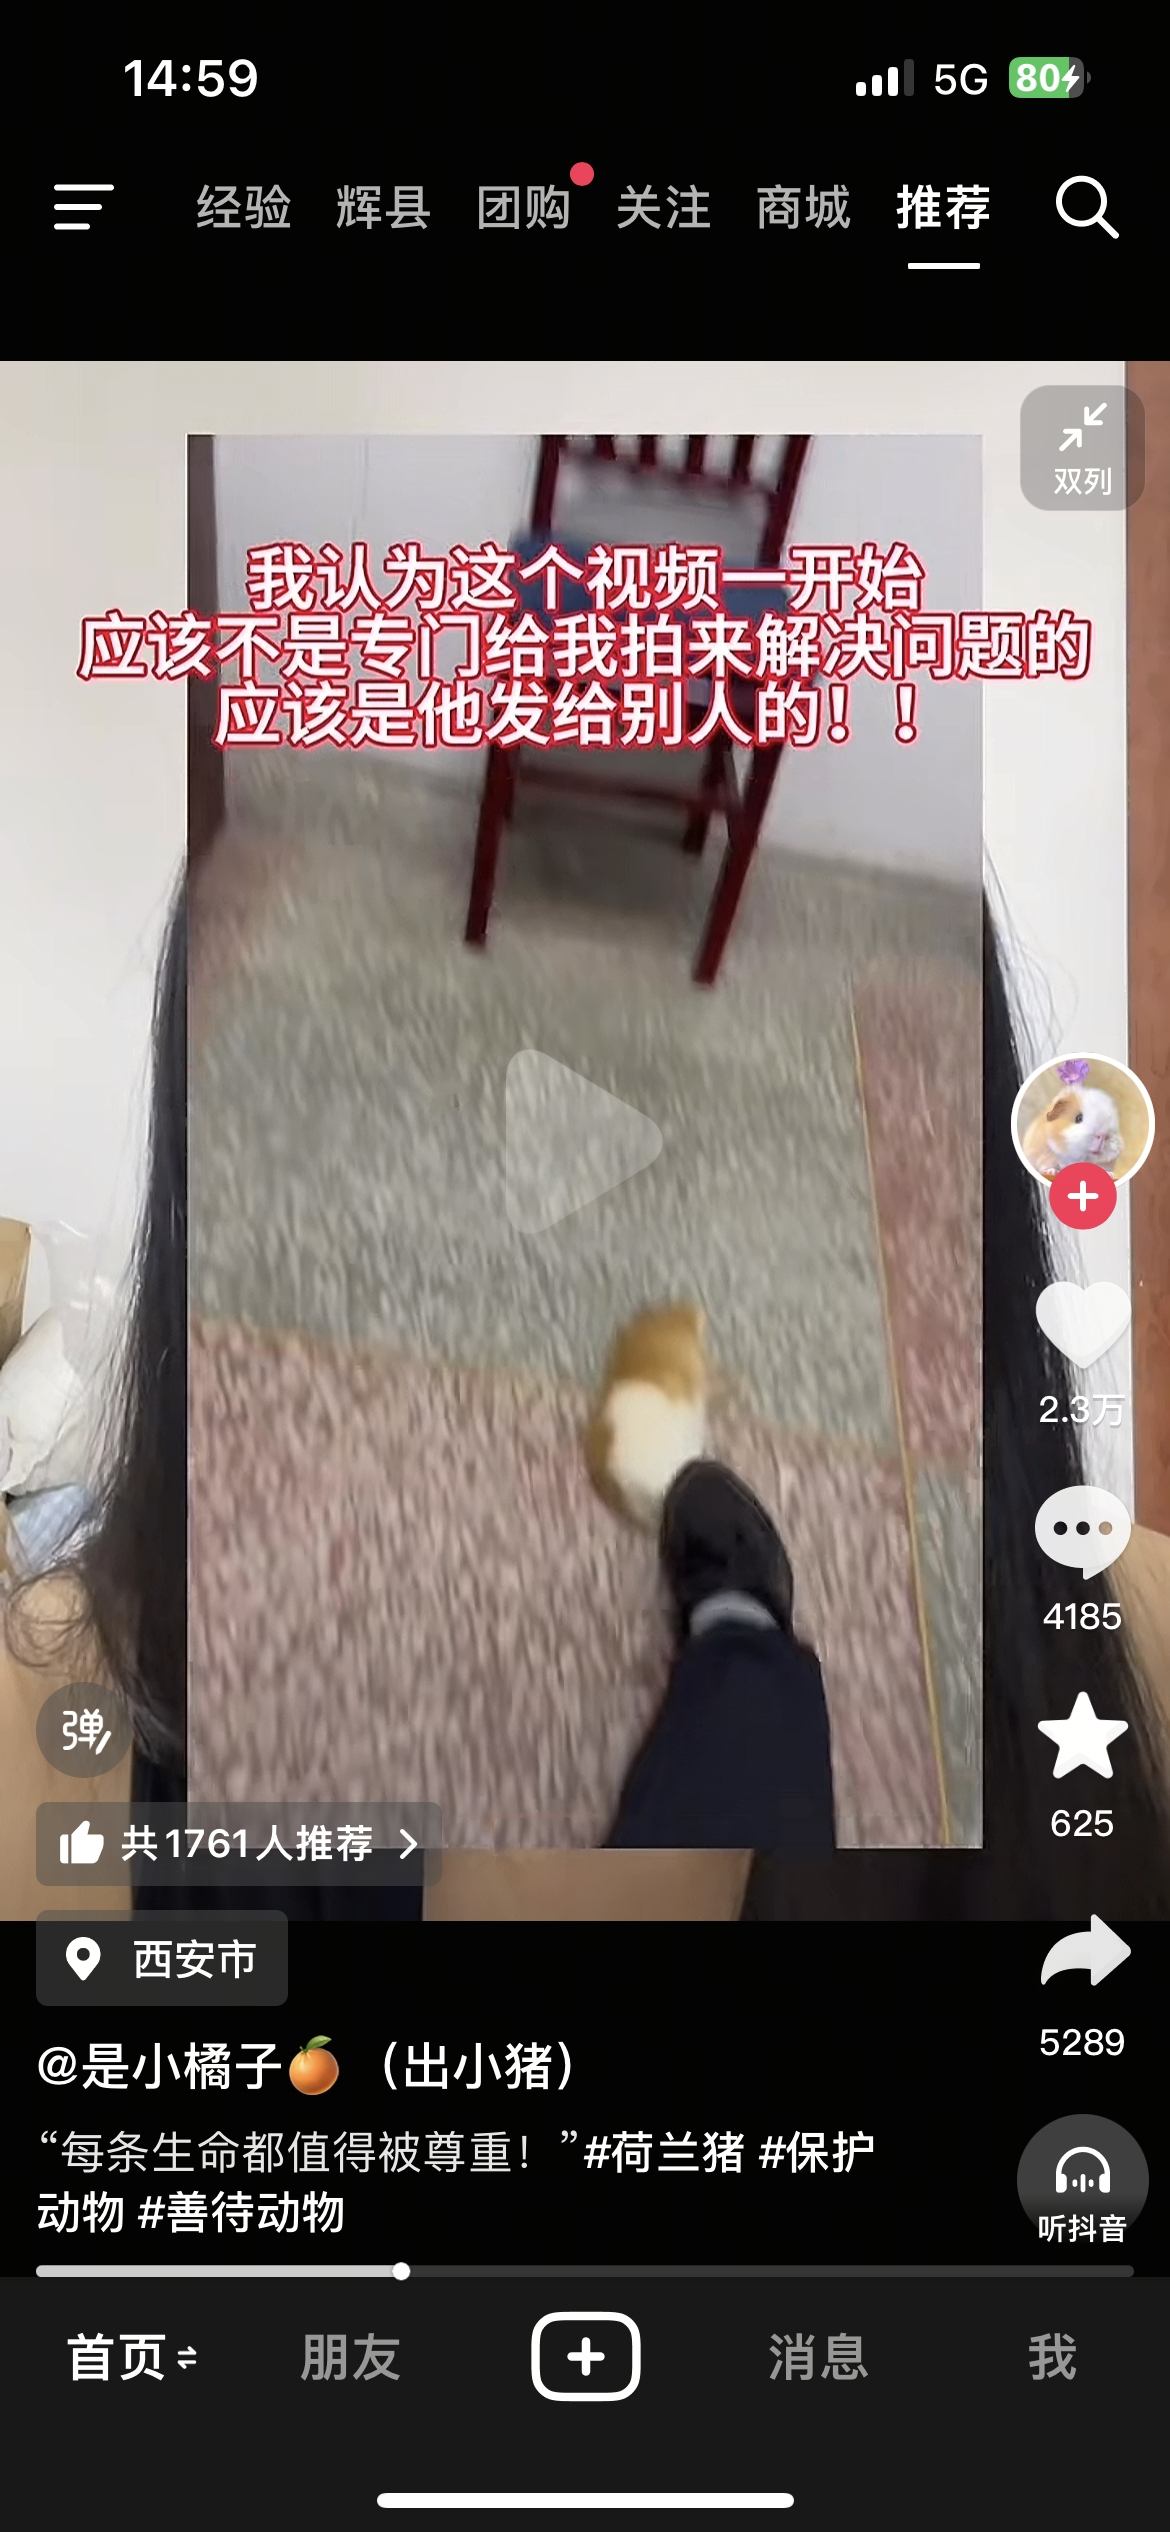 14:59
5G
80
经验 辉县 团购 关注 商城 推荐
双列
我认为这个视频一开始
应该不是专门给我拍来解决问题的
应该是他发给别人的！！
2.3万
4185
弹
共1761人推荐
625
西安市
5289
@是小橘子🍊（出小猪）
“每条生命都值得被尊重！”#荷兰猪 #保护
动物 #善待动物
听抖音
首页 朋友 消息 我